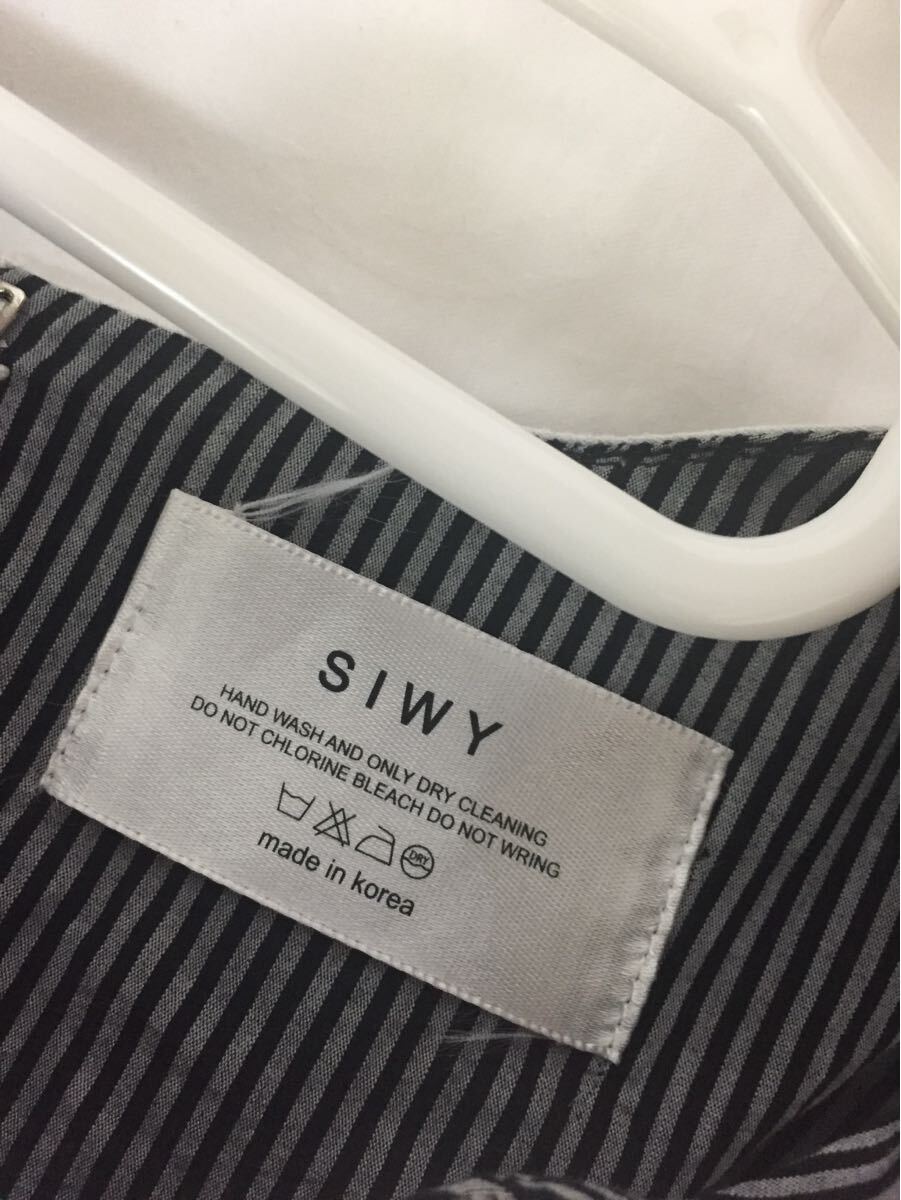 SIWY
HAND WASH AND ONLY DRY CLEANING
DO NOT CHLORINE BLEACH DO NOT WRING
DRY
made in korea